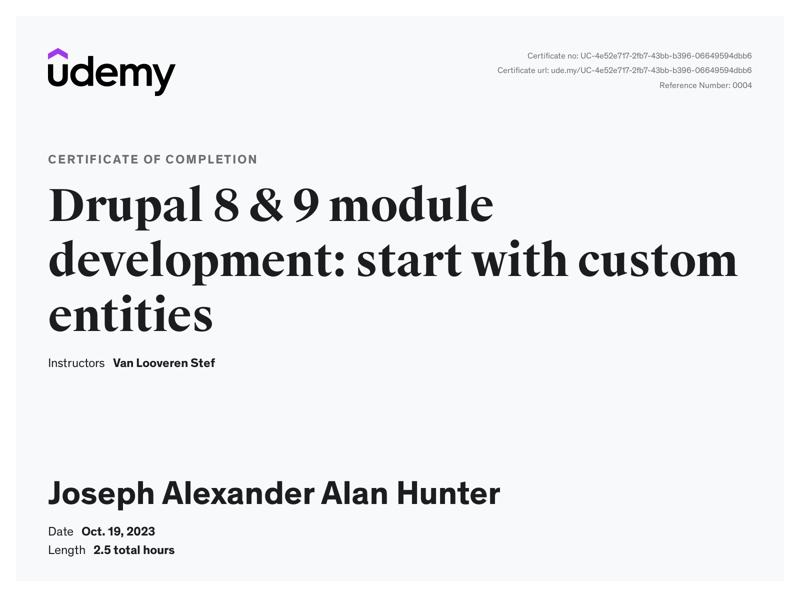 udemy
Certificate no: UC-4e52e717-2fb7-43bb-b396-06649594dbb6
Certificate url: ude.my/UC-4e52e717-2fb7-43bb-b396-06649594dbb6
Reference Number: 0004
CERTIFICATE OF COMPLETION
Drupal 8 & 9 module
development: start with custom
entities
Instructors Van Looveren Stef
Joseph Alexander Alan Hunter
Date Oct. 19, 2023
Length 2.5 total hours